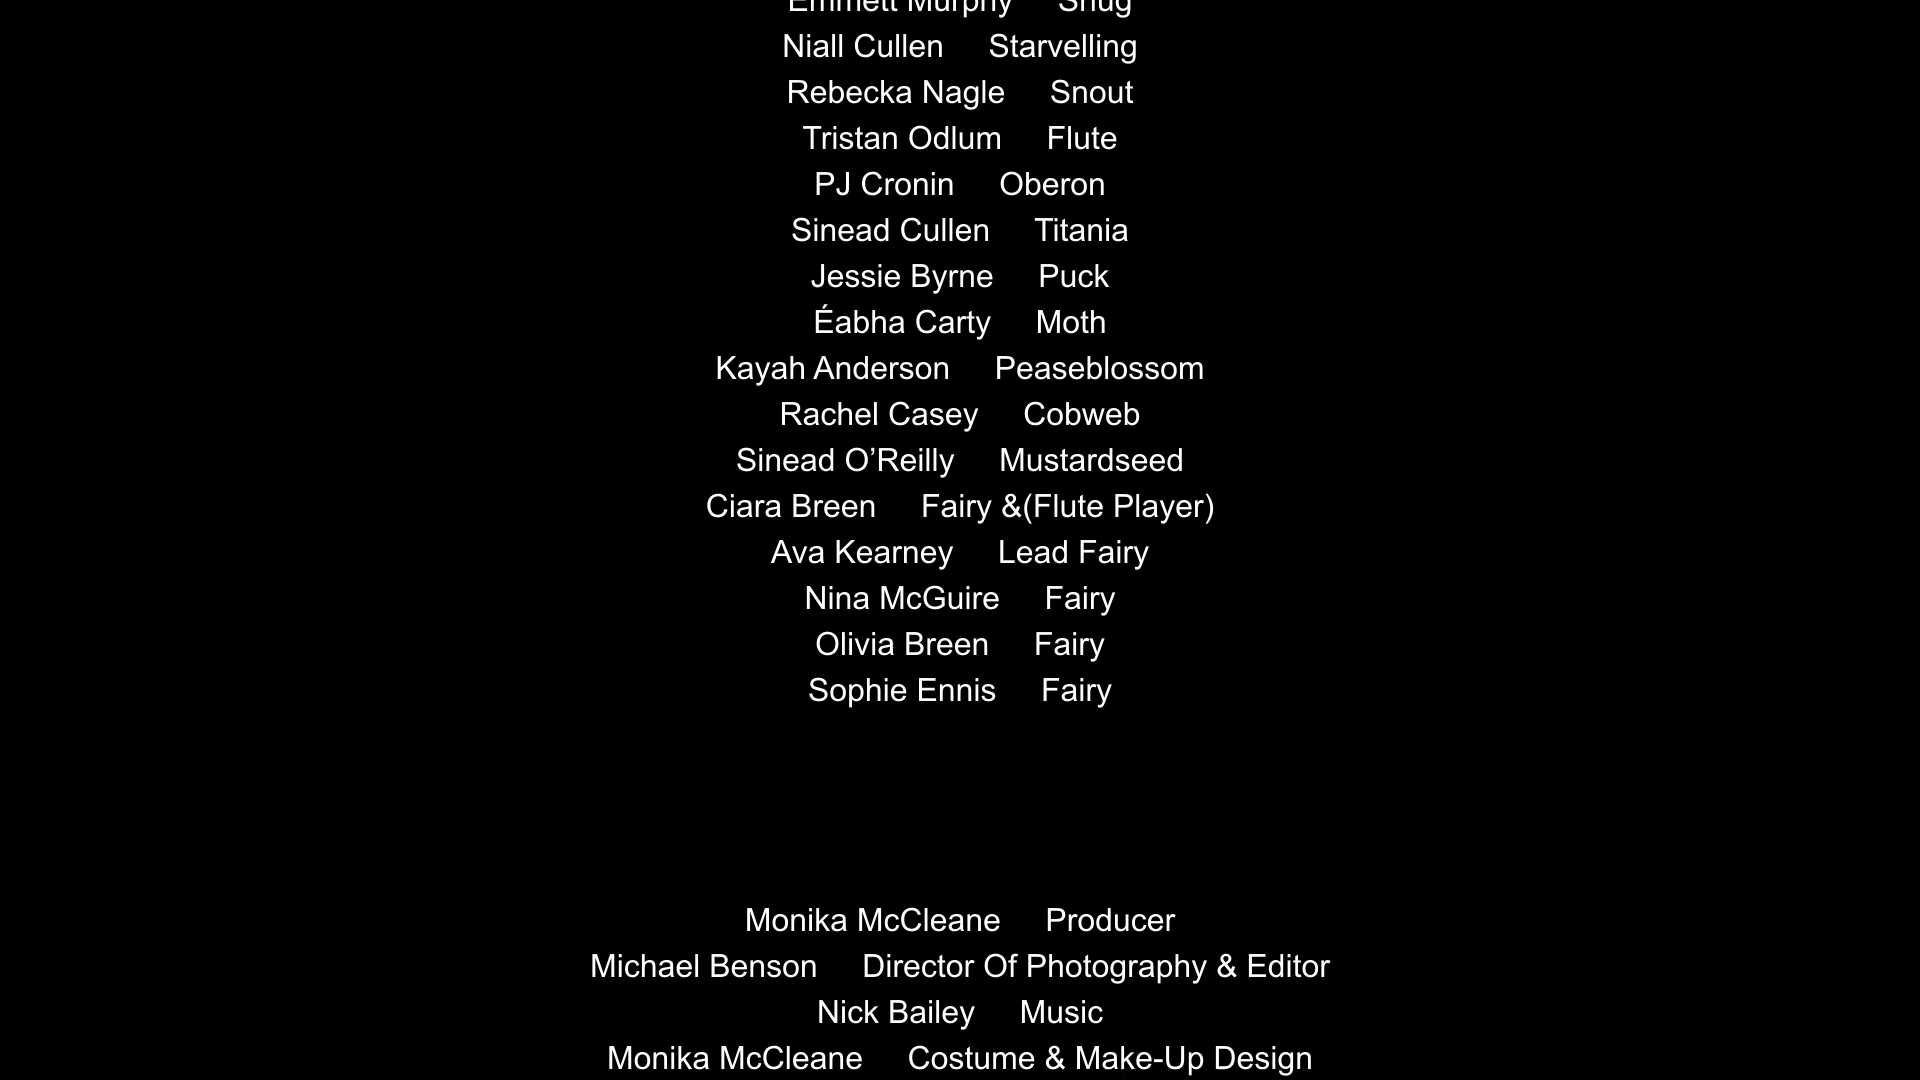 Emmett Murphy Snug
Niall Cullen Starvelling
Rebecka Nagle Snout
Tristan Odlum Flute
PJ Cronin Oberon
Sinead Cullen Titania
Jessie Byrne Puck
Éabha Carty Moth
Kayah Anderson Peaseblossom
Rachel Casey Cobweb
Sinead O’Reilly Mustardseed
Ciara Breen Fairy &(Flute Player)
Ava Kearney Lead Fairy
Nina McGuire Fairy
Olivia Breen Fairy
Sophie Ennis Fairy
Monika McCleane Producer
Michael Benson Director Of Photography & Editor
Nick Bailey Music
Monika McCleane Costume & Make-Up Design